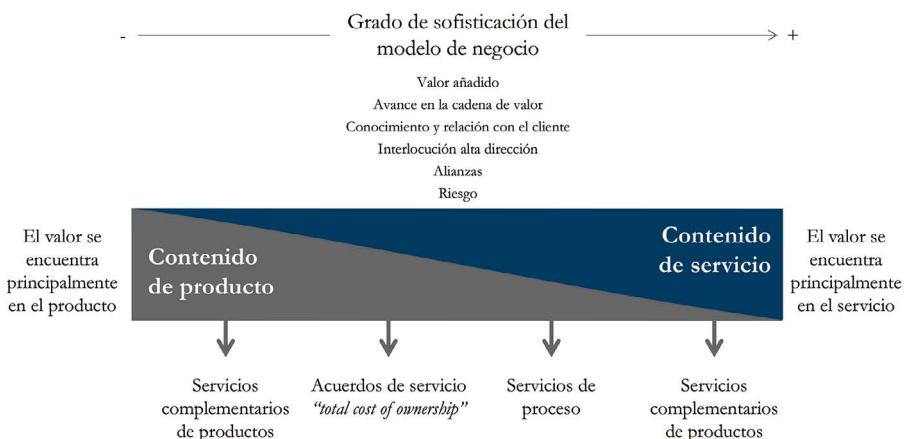 Grado de sofisticación del
modelo de negocio
-
+
Valor añadido
Avance en la cadena de valor
Conocimiento y relación con el cliente
Interlocución alta dirección
Alianzas
Riesgo
El valor se
encuentra
principalmente
en el producto
Contenido
de producto
Contenido
de servicio
El valor se
encuentra
principalmente
en el servicio
Servicios
complementarios
de productos
Acuerdos de servicio
“total cost of ownership”
Servicios de
proceso
Servicios
complementarios
de productos